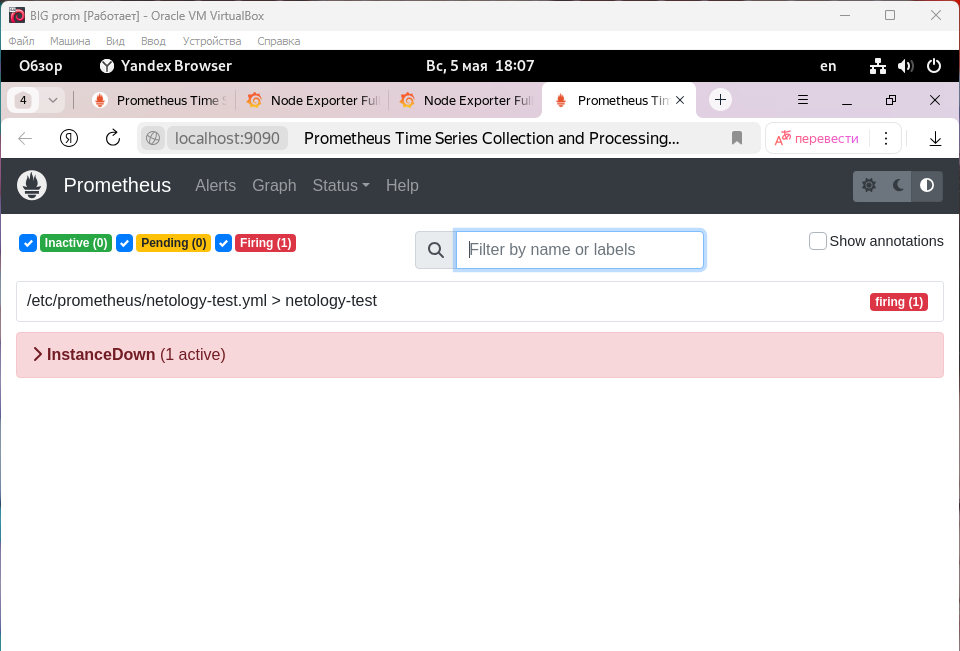 BIG prom [Работает] - Oracle VM VirtualBox
Файл Машина Вид Ввод Устройства Справка
Обзор Yandex Browser Вс, 5 мая 18:07 en
4 Prometheus Time S Node Exporter Full Node Exporter Full Prometheus Tim
Я localhost:9090 Prometheus Time Series Collection and Processing... перевести
Prometheus Alerts Graph Status Help
Inactive (0) Pending (0) Firing (1) Filter by name or labels Show annotations
/etc/prometheus/netology-test.yml > netology-test firing (1)
InstanceDown (1 active)